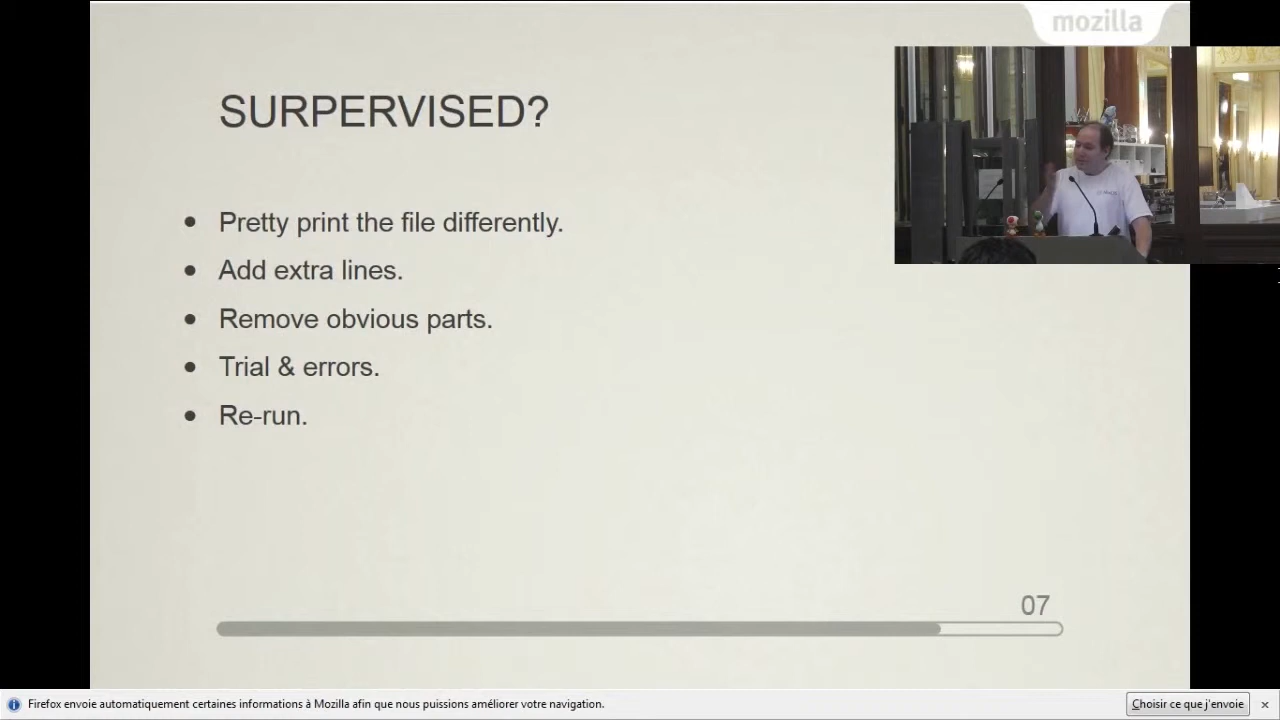 mozilla
SURPERVISED?
• Pretty print the file differently.
• Add extra lines.
• Remove obvious parts.
• Trial & errors.
• Re-run.
07
Firefox envoie automatiquement certaines informations à Mozilla afin que nous puissions améliorer votre navigation.
Choisir ce que j'envoie